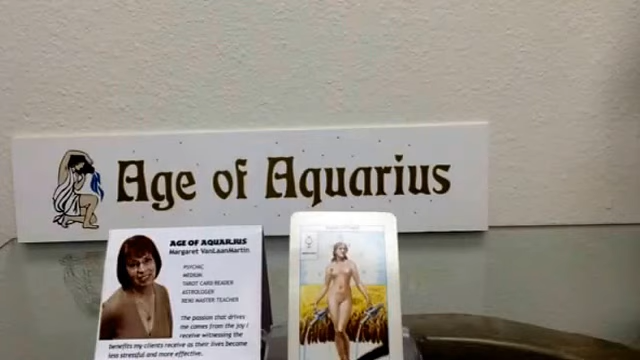 Age of Aquarius
AGE OF AQUARIUS
Margaret VanLaanMartin
PSYCHIC
MEDIUM
TAROT CARD READER
ASTROLOGER
REIKI MASTER TEACHER
The passion that drives
me comes from the joy I
receive witnessing the
benefits my clients receive as their lives become
less stressful and more effective.